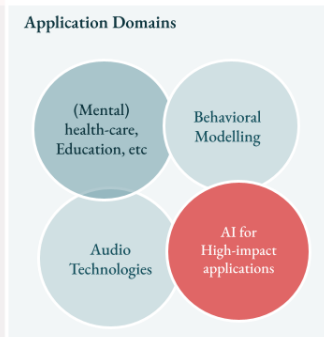 Application Domains
(Mental)
health-care,
Education, etc
Behavioral
Modelling
Audio
Technologies
AI for
High-impact
applications